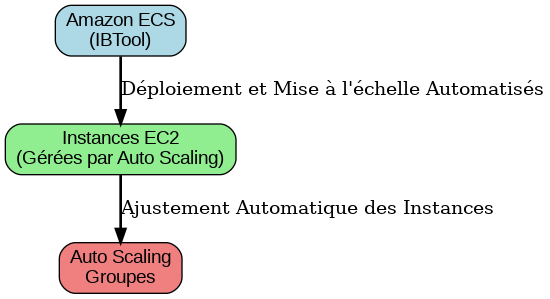 Amazon ECS
(IBTool)
Déploiement et Mise à l'échelle Automatisés
Instances EC2
(Gérées par Auto Scaling)
Ajustement Automatique des Instances
Auto Scaling
Groupes